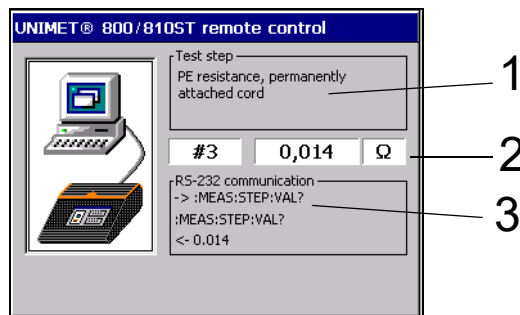 UNIMET® 800/810ST remote control
Test step
PE resistance, permanently
attached cord
1
#3 0,014 Ω
2
RS-232 communication
-> :MEAS:STEP:VAL?
3
:MEAS:STEP:VAL?
<- 0.014